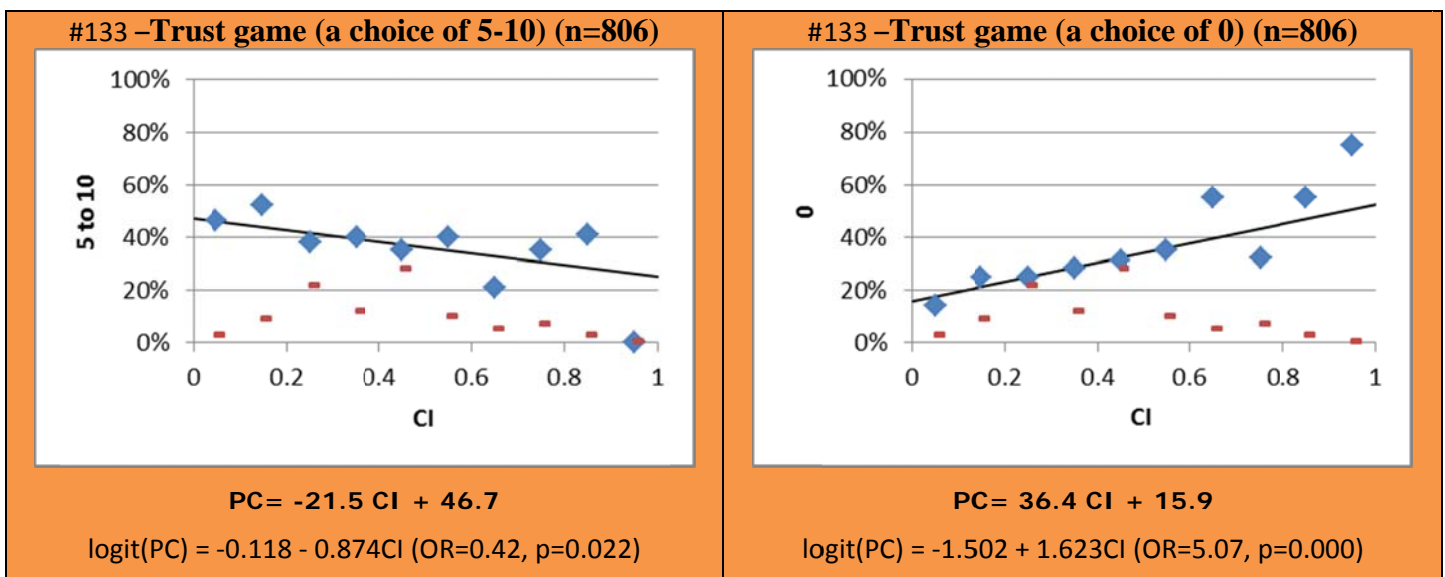 #133 –Trust game (a choice of 5-10) (n=806)
100%
80%
60%
40%
20%
0%
5 to 10
0
0.2
0.4
0.6
0.8
1
CI
PC= -21.5 CI + 46.7
logit(PC) = -0.118 - 0.874CI (OR=0.42, p=0.022)
#133 –Trust game (a choice of 0) (n=806)
100%
80%
60%
40%
20%
0%
0
0
0.2
0.4
0.6
0.8
1
CI
PC= 36.4 CI + 15.9
logit(PC) = -1.502 + 1.623CI (OR=5.07, p=0.000)